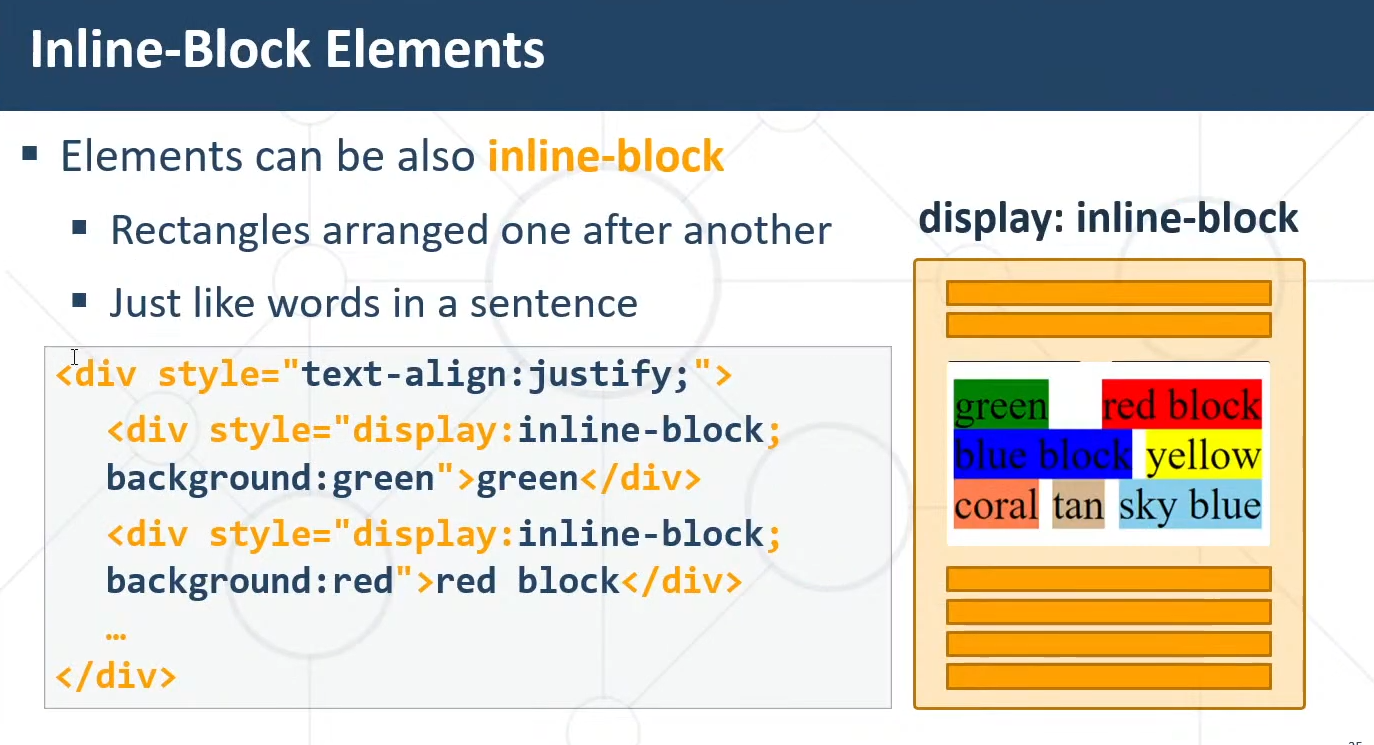 Inline-Block Elements
Elements can be also inline-block
Rectangles arranged one after another
Just like words in a sentence
<div style="text-align:justify;">
<div style="display:inline-block;
background:green">green</div>
<div style="display:inline-block;
background:red">red block</div>
…
</div>
display: inline-block
green red block
blue block yellow
coral tan sky blue